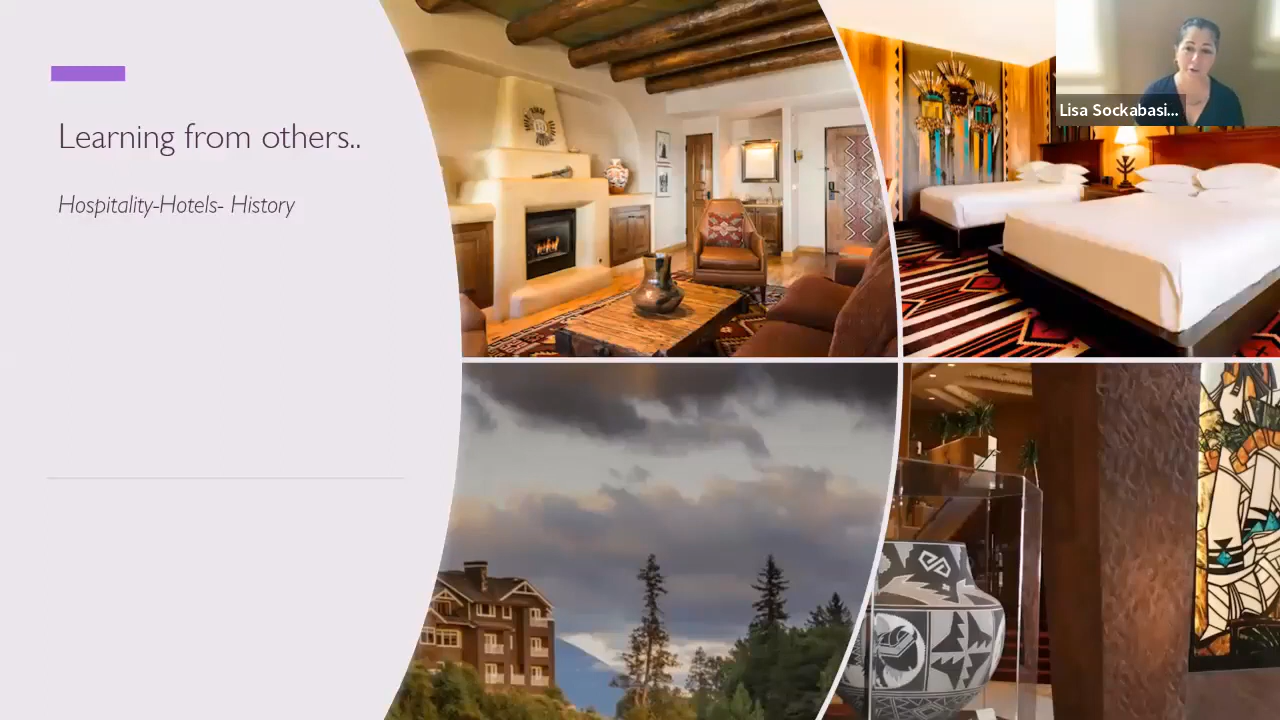 Learning from others..
Hospitality-Hotels- History
Lisa Sockabasi...